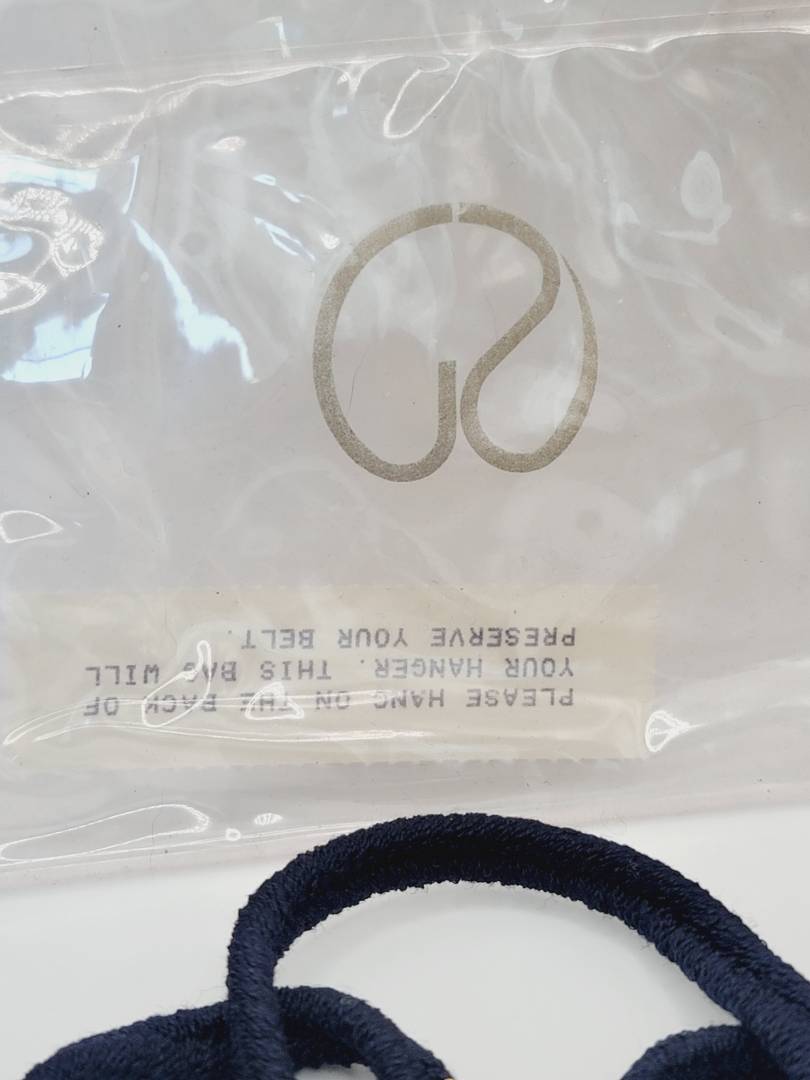 PLEASE HANG ON THE BACK OF
YOUR HANGER. THIS BAG WILL
PRESERVE YOUR BELT.